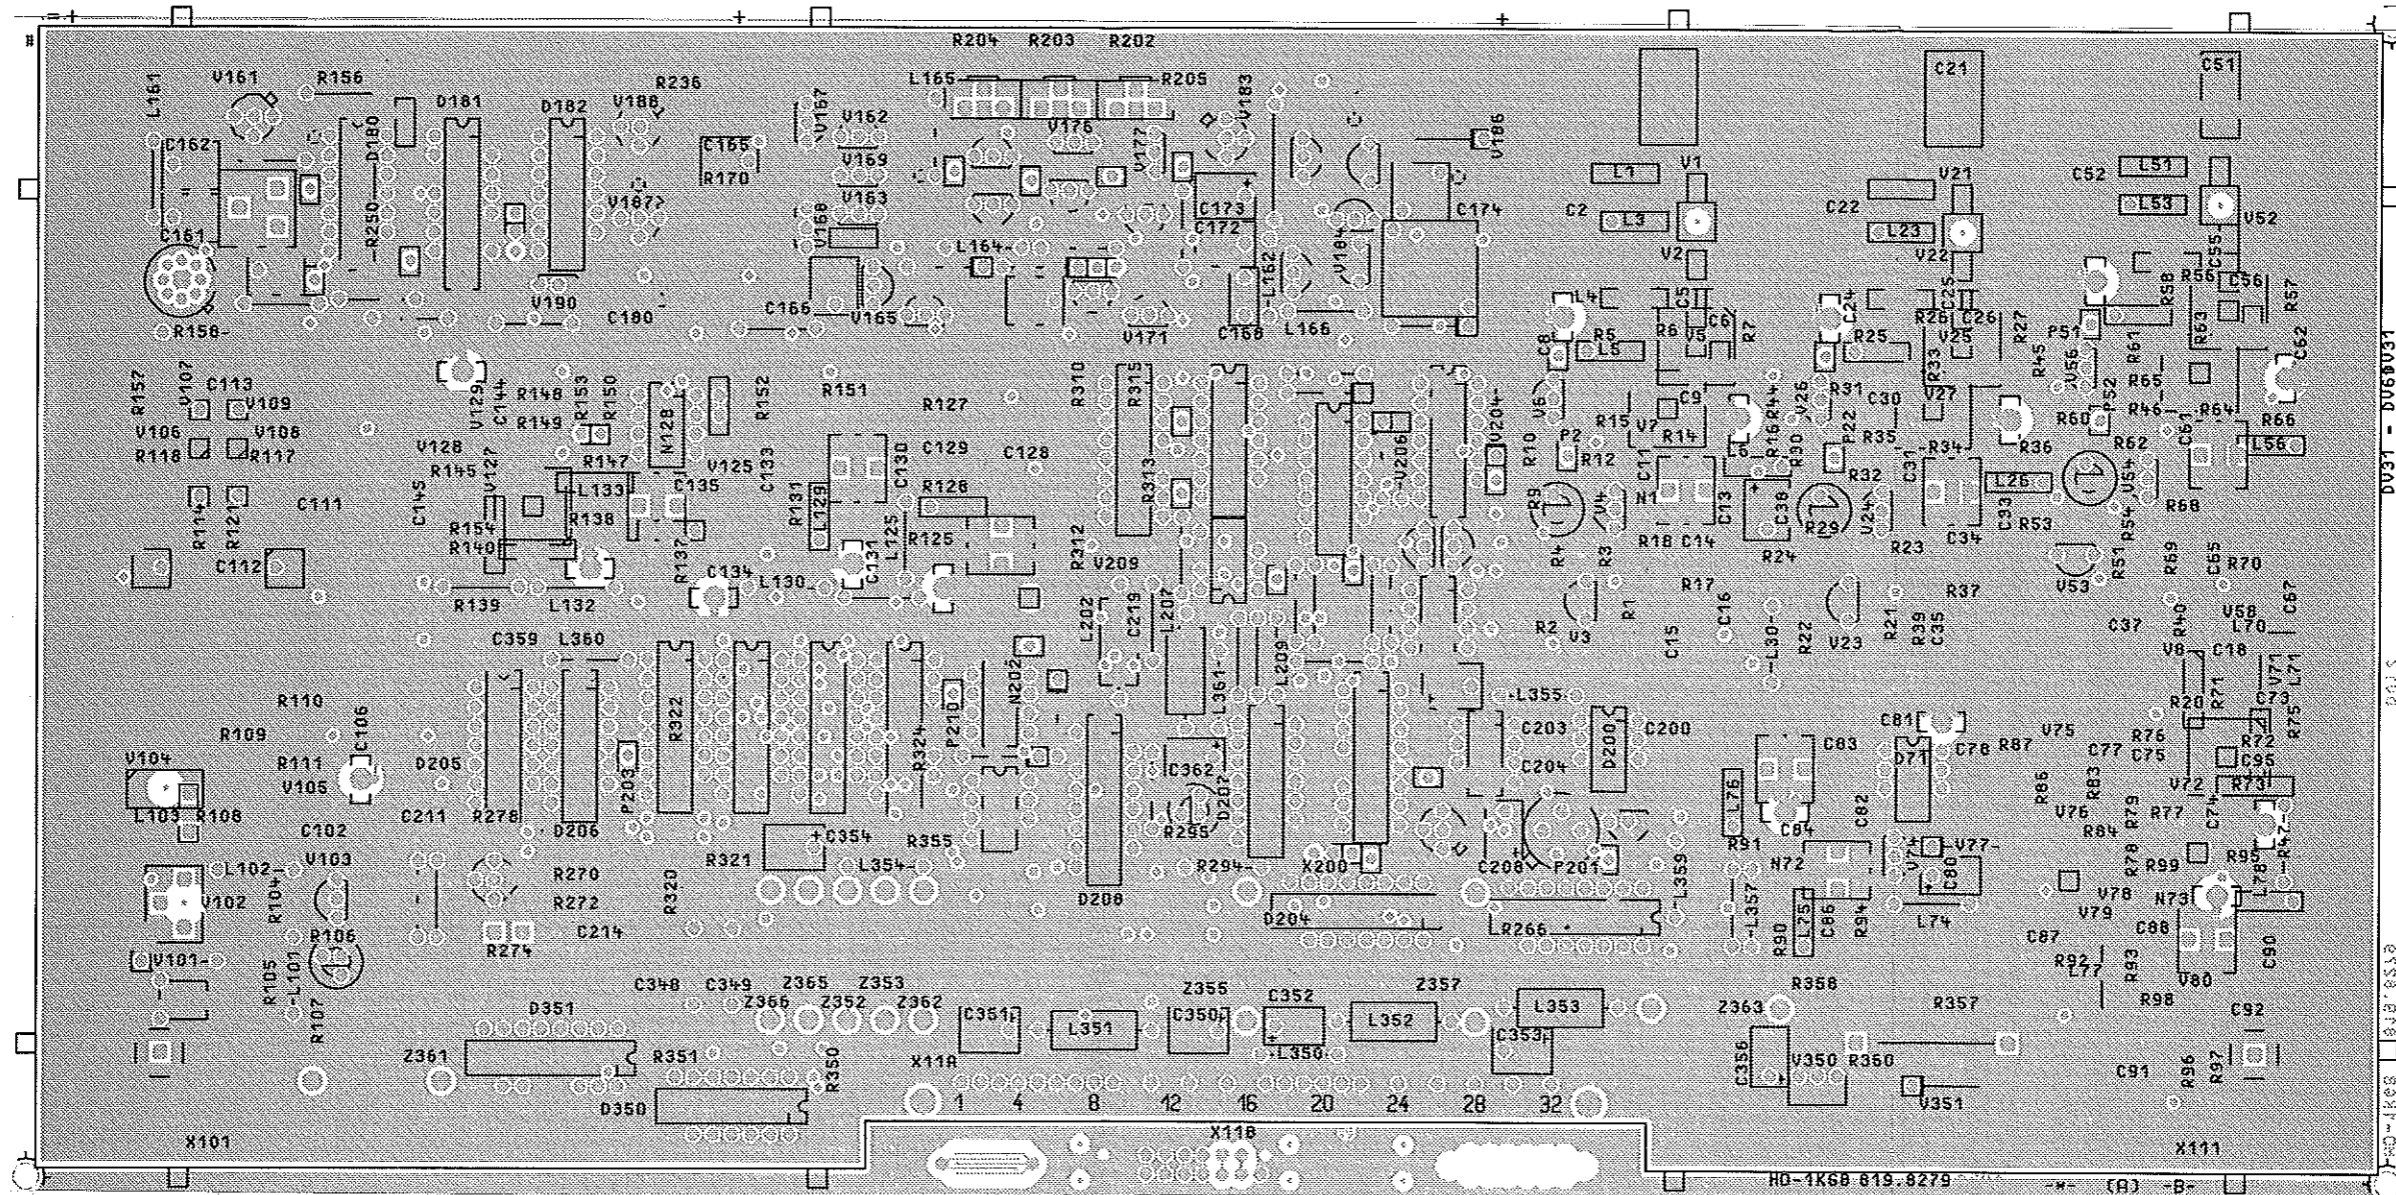 R204 R203 R202
L161 V161 R156 D180 D181 D182 V188 R236 V167 V162 L165 R205 V183 C21 C51
C162 C165 V169 V176 V177 V186 V1 L1 V21 C52 L51
R250 R170 V187 V168 V163 C173 C174 C2 L3 C22 L23 L53 V52
C161 L164 C172 V184 V2 V22 C55
L162 R56 C56 R58 R57
R158 V190 C180 C166 V165 V171 C168 L166 L4 C5 C6 R5 R6 V5 R7 C24 R25 C25 R26 C26 V25 R27 P51 R61 R63 C62
C8 L5 R33 R45 V56 R65
R157 V107 C113 V109 V129 C144 R148 R153 R150 R152 R151 R127 R310 R315 V6 R15 C9 R44 V26 R31 C30 V27 P52 R46 R64 R66
V106 V108 R149 N128 V204 R10 P2 V7 R14 R16 R30 P22 R35 R34 R36 R60 R62 C61 L56
R118 R117 V128 R145 V127 R147 V125 C133 C130 C129 C128 V206 R12 C11 L6 R32 C31
C111 C145 L133 C135 R131 R128 R313 R9 V4 N1 C13 C38 L26 V54
R114 R121 R154 R138 L129 L125 R125 R312 R29 V24 C33 R53 R54 R68
C112 R140 R137 C134 L130 C131 V209 R4 R3 R18 C14 R24 R23 C34 V53 R51 R69 C65 R70
R139 L132 L202 C219 L207 R1 R17 C16 R37 C67
C359 L360 L209 R2 V3 C15 L30 R22 V23 R21 R39 C35 C37 R40 V58 L70
N202 L361 V8 C18 V71 L71
R110 C106 R322 P210 L355 R20 R71 C73
R109 C203 D200 C200 C81 V75 R76 R75
V104 R111 V105 D205 P203 R324 C362 D207 C204 C83 D71 C78 R87 C77 C75 R72 C95
R86 R83 V72 R73
L103 R108 C102 C211 R278 D206 C354 R355 R295 L76 C84 C82 V76 R84 R79 R77 C74 R47
V103 R321 L354 R294 X200 C208 P201 R91 N72 V74 V77 R78 R99 R95
L102 R104 R270 R320 L359 C80 L78
V102 R272 D208 D204 L357 L75 C86 R94 V78 N73
R106 R274 C214 R266 R90 L74 V79 C88
V101 C87 R92 L77 R93 V80 C90
R105 L101 R107 D351 C348 C349 Z365 Z353 Z355 C352 Z357 R358
Z366 Z352 Z362 C351 L351 C350 L352 L353 Z363 R357 R98 C92
Z361 R351 R350 X11A L350 C353 C356 V350 R360 C91 R96 R97
D350 1 4 8 12 16 20 24 28 32 V351
X101 X11B X111
HO-1K68 819.8279 -*- (A) -B-